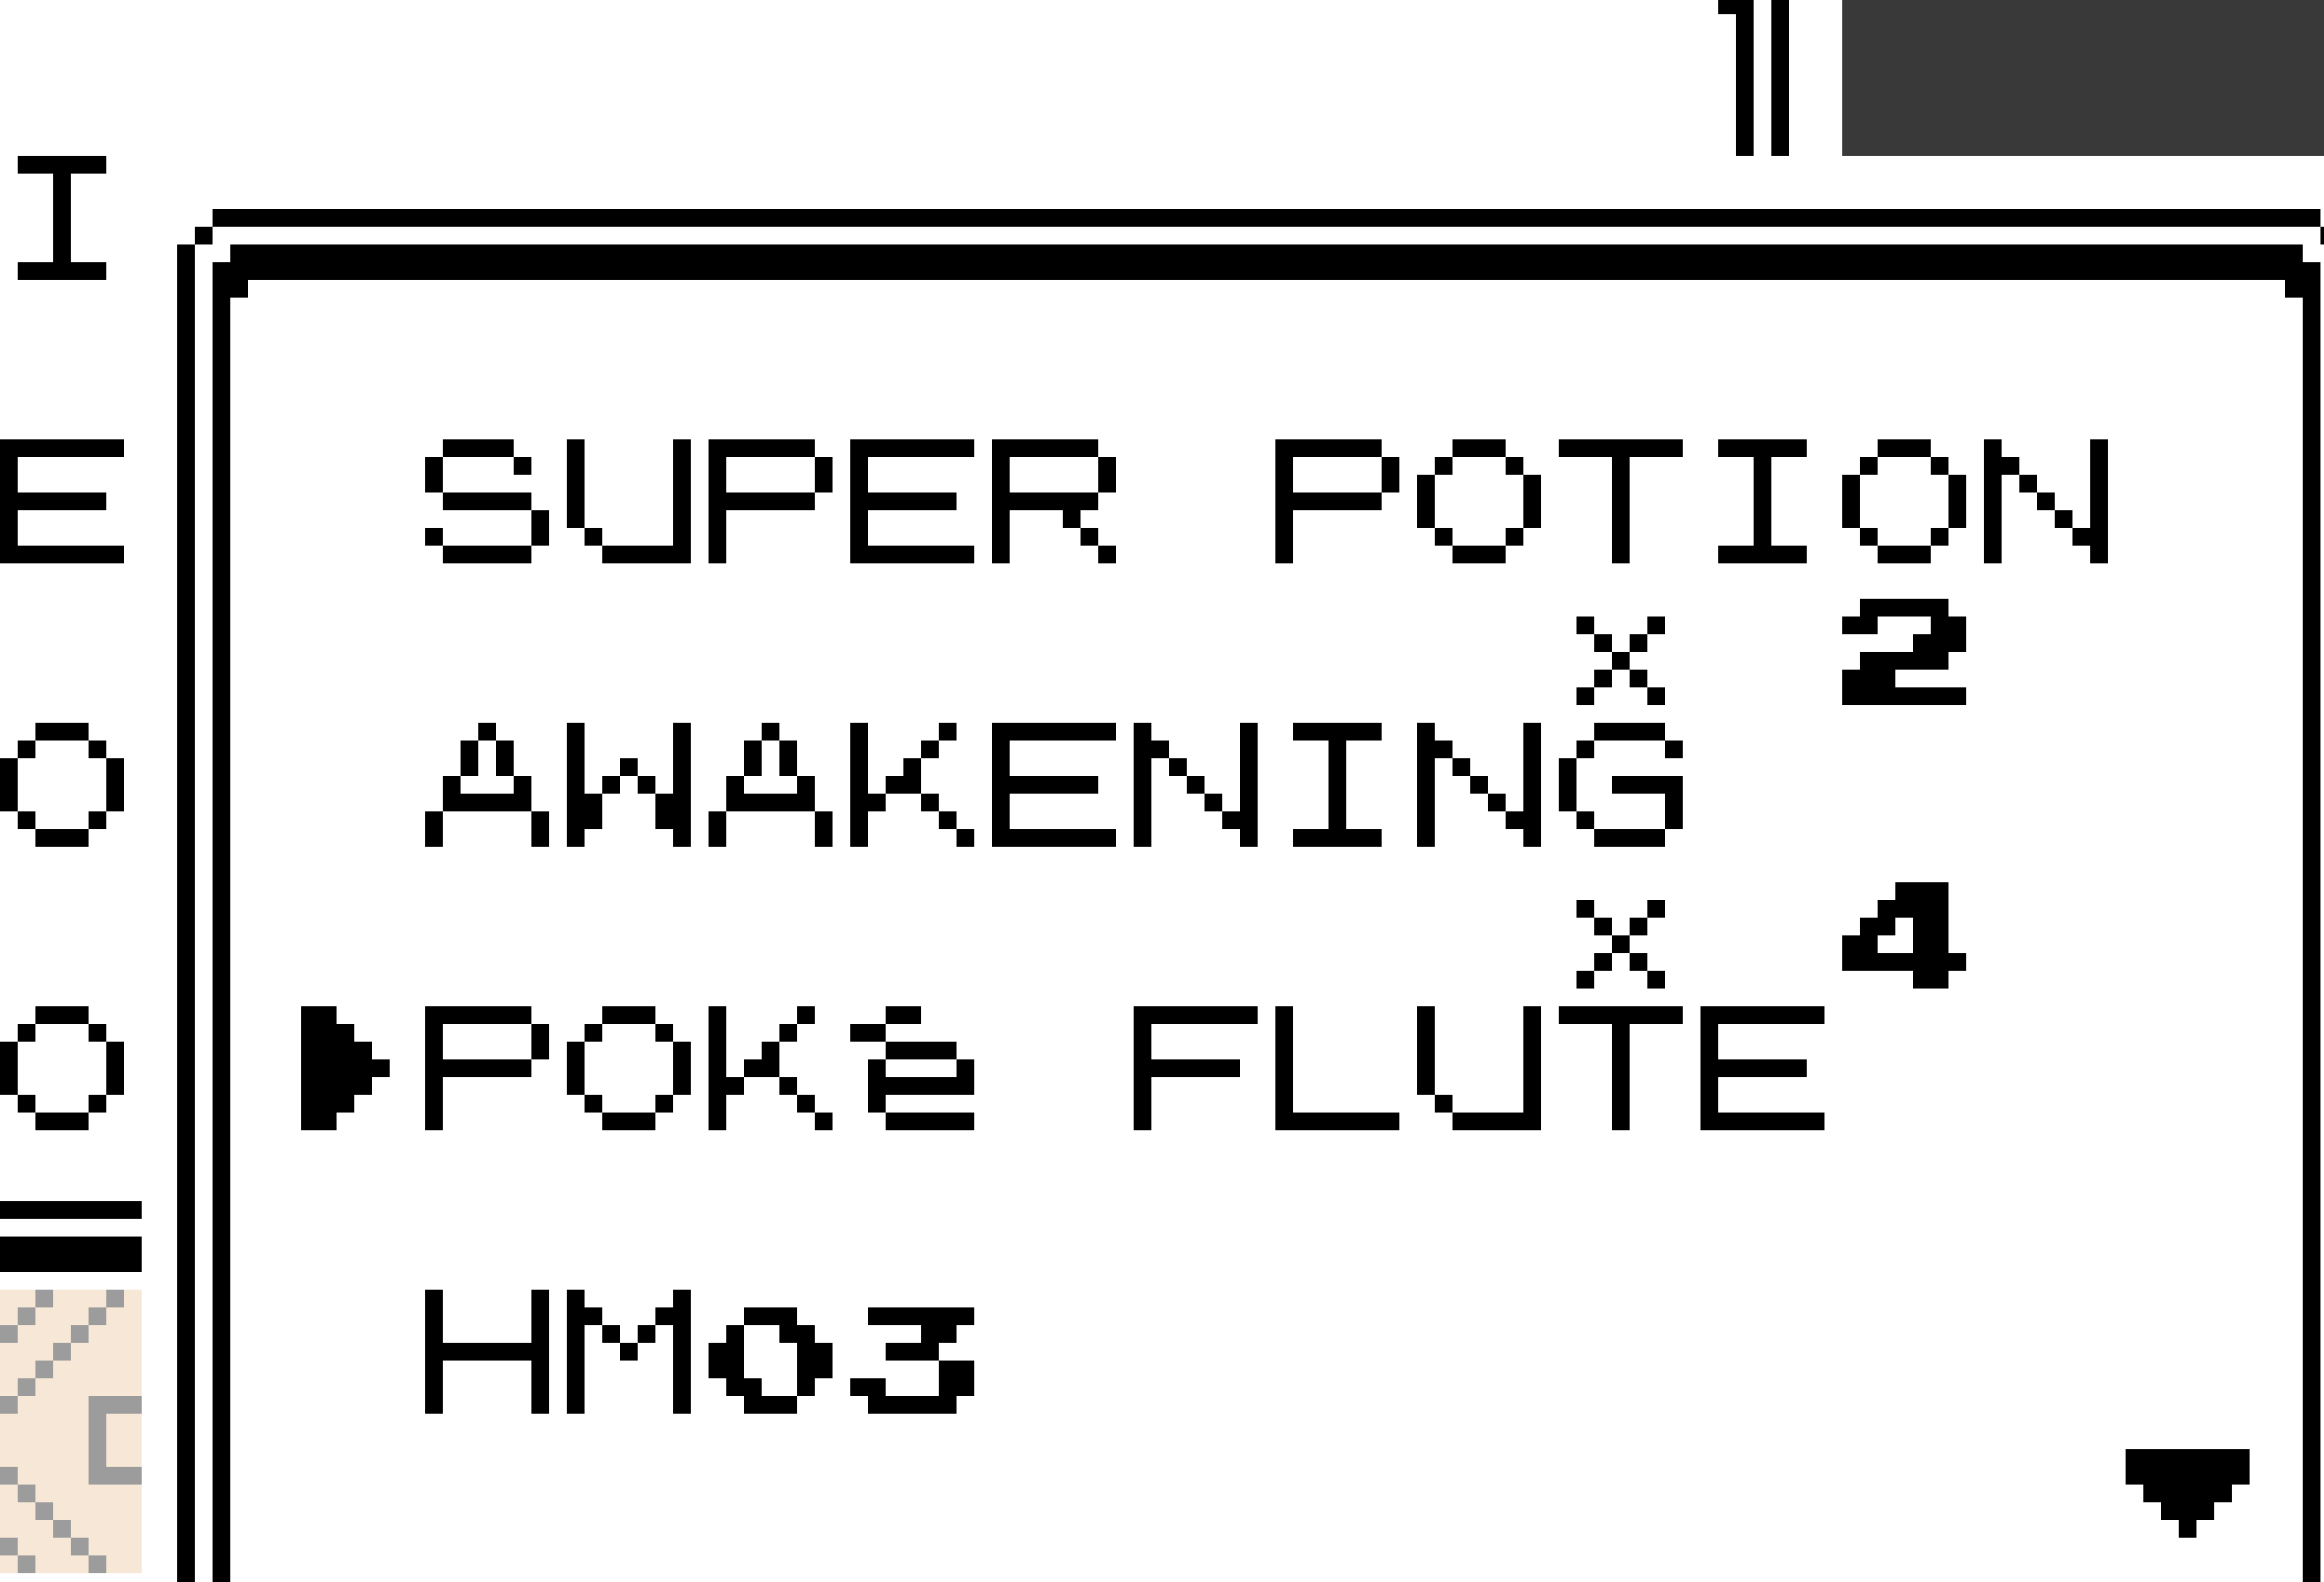 I
E SUPER POTION
× 2
O AWAKENING
× 4
O ▶POKé FLUTE
HM03
▼